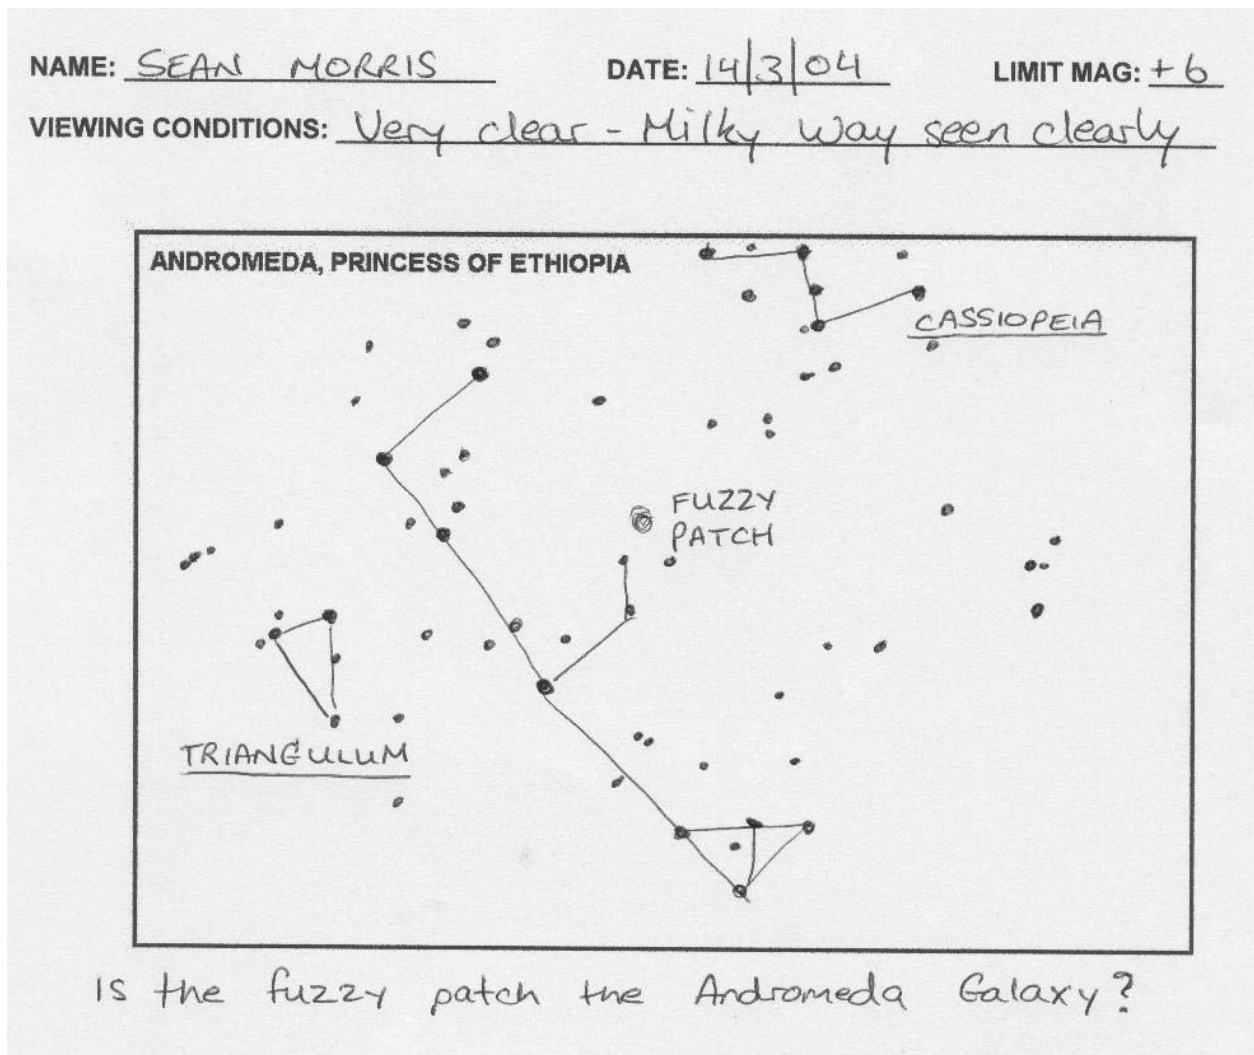 NAME: SEAN MORRIS DATE: 14/3/04 LIMIT MAG: +6
VIEWING CONDITIONS: Very clear - Milky Way seen clearly
ANDROMEDA, PRINCESS OF ETHIOPIA
CASSIOPEIA
FUZZY
PATCH
TRIANGULUM
Is the fuzzy patch the Andromeda Galaxy?